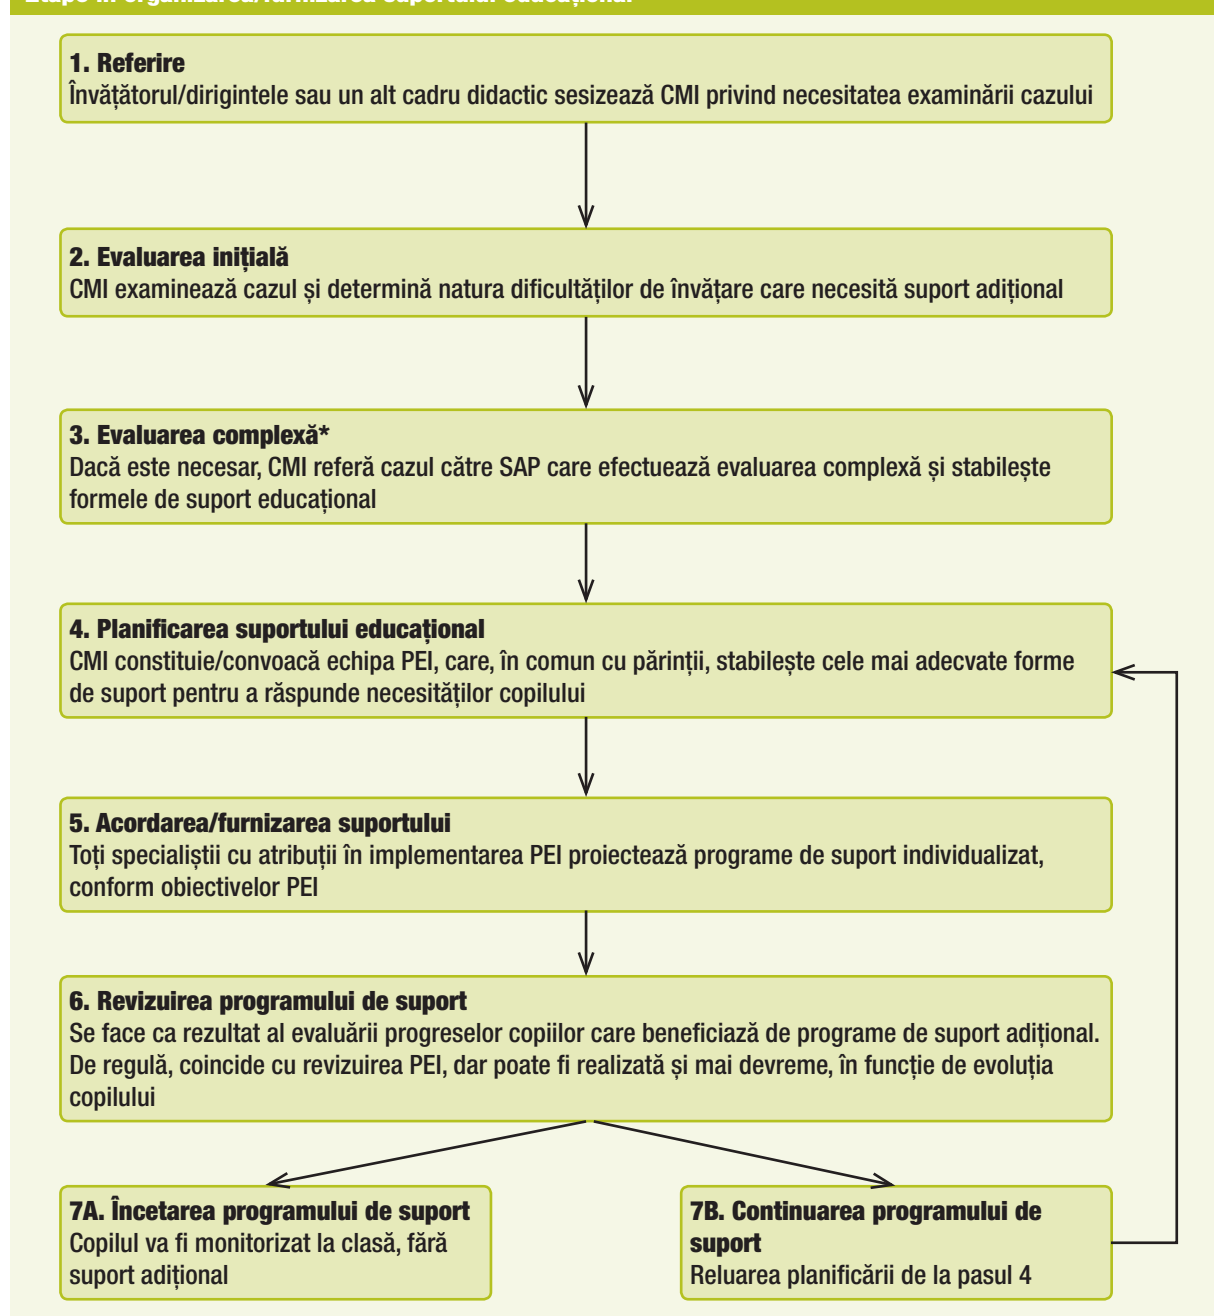 Etape în organizarea/furnizarea suportului educațional
1. Referire
Învățătorul/dirigintele sau un alt cadru didactic sesizează CMI privind necesitatea examinării cazului
2. Evaluarea inițială
CMI examinează cazul și determină natura dificultăților de învățare care necesită suport adițional
3. Evaluarea complexă*
Dacă este necesar, CMI referă cazul către SAP care efectuează evaluarea complexă și stabilește
formele de suport educațional
4. Planificarea suportului educațional
CMI constituie/convoacă echipa PEI, care, în comun cu părinții, stabilește cele mai adecvate forme
de suport pentru a răspunde necesităților copilului
5. Acordarea/furnizarea suportului
Toți specialiștii cu atribuții în implementarea PEI proiectează programe de suport individualizat,
conform obiectivelor PEI
6. Revizuirea programului de suport
Se face ca rezultat al evaluării progreselor copiilor care beneficiază de programe de suport adițional.
De regulă, coincide cu revizuirea PEI, dar poate fi realizată și mai devreme, în funcție de evoluția
copilului
7A. Încetarea programului de suport
Copilul va fi monitorizat la clasă, fără
suport adițional
7B. Continuarea programului de
suport
Reluarea planificării de la pasul 4